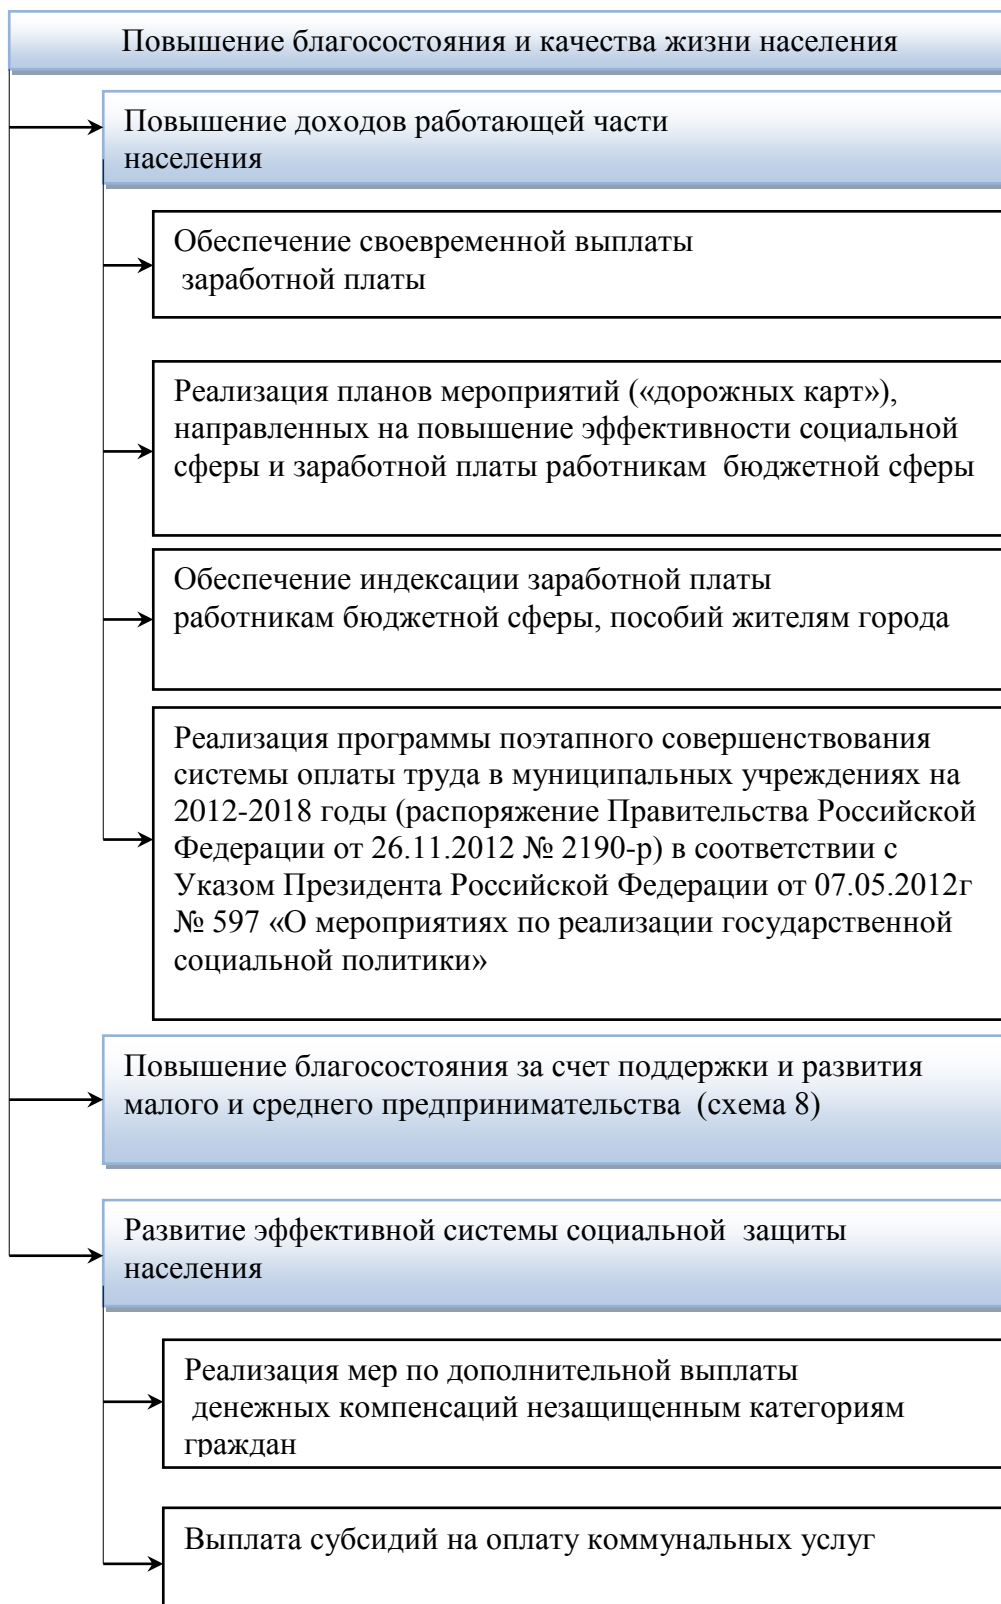 Повышение благосостояния и качества жизни населения
Повышение доходов работающей части
населения
Обеспечение своевременной выплаты
заработной платы
Реализация планов мероприятий («дорожных карт»),
направленных на повышение эффективности социальной
сферы и заработной платы работникам бюджетной сферы
Обеспечение индексации заработной платы
работникам бюджетной сферы, пособий жителям города
Реализация программы поэтапного совершенствования
системы оплаты труда в муниципальных учреждениях на
2012-2018 годы (распоряжение Правительства Российской
Федерации от 26.11.2012 № 2190-р) в соответствии с
Указом Президента Российской Федерации от 07.05.2012г
№ 597 «О мероприятиях по реализации государственной
социальной политики»
Повышение благосостояния за счет поддержки и развития
малого и среднего предпринимательства (схема 8)
Развитие эффективной системы социальной защиты
населения
Реализация мер по дополнительной выплаты
денежных компенсаций незащищенным категориям
граждан
Выплата субсидий на оплату коммунальных услуг